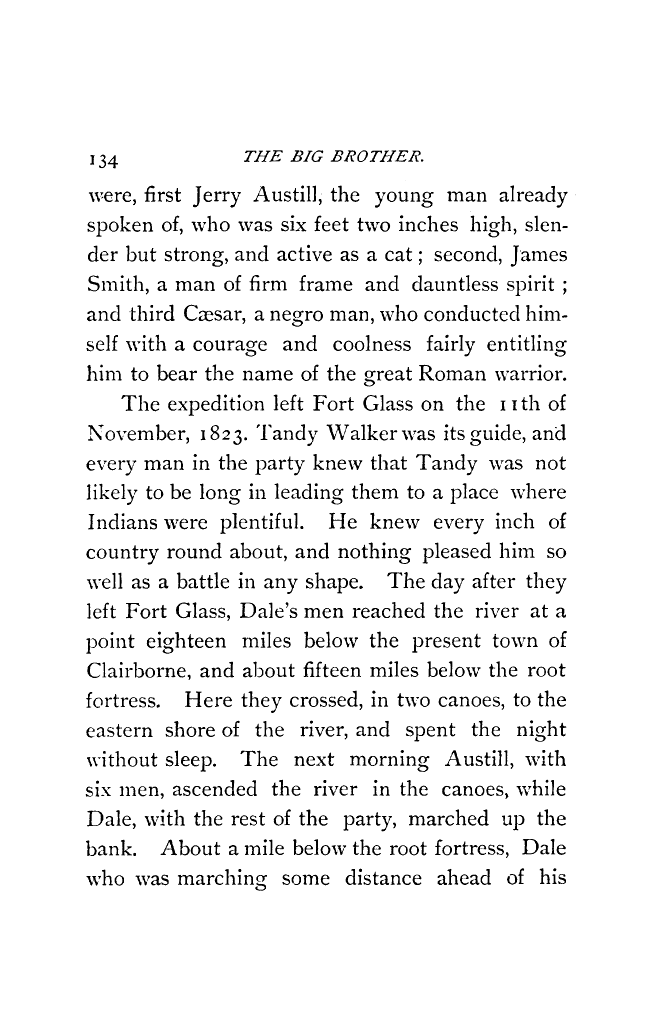 134 THE BIG BROTHER.
were, first Jerry Austill, the young man already
spoken of, who was six feet two inches high, slen-
der but strong, and active as a cat ; second, James
Smith, a man of firm frame and dauntless spirit ;
and third Cæsar, a negro man, who conducted him-
self with a courage and coolness fairly entitling
him to bear the name of the great Roman warrior.
The expedition left Fort Glass on the 11th of
November, 1823. Tandy Walker was its guide, and
every man in the party knew that Tandy was not
likely to be long in leading them to a place where
Indians were plentiful. He knew every inch of
country round about, and nothing pleased him so
well as a battle in any shape. The day after they
left Fort Glass, Dale's men reached the river at a
point eighteen miles below the present town of
Clairborne, and about fifteen miles below the root
fortress. Here they crossed, in two canoes, to the
eastern shore of the river, and spent the night
without sleep. The next morning Austill, with
six men, ascended the river in the canoes, while
Dale, with the rest of the party, marched up the
bank. About a mile below the root fortress, Dale
who was marching some distance ahead of his